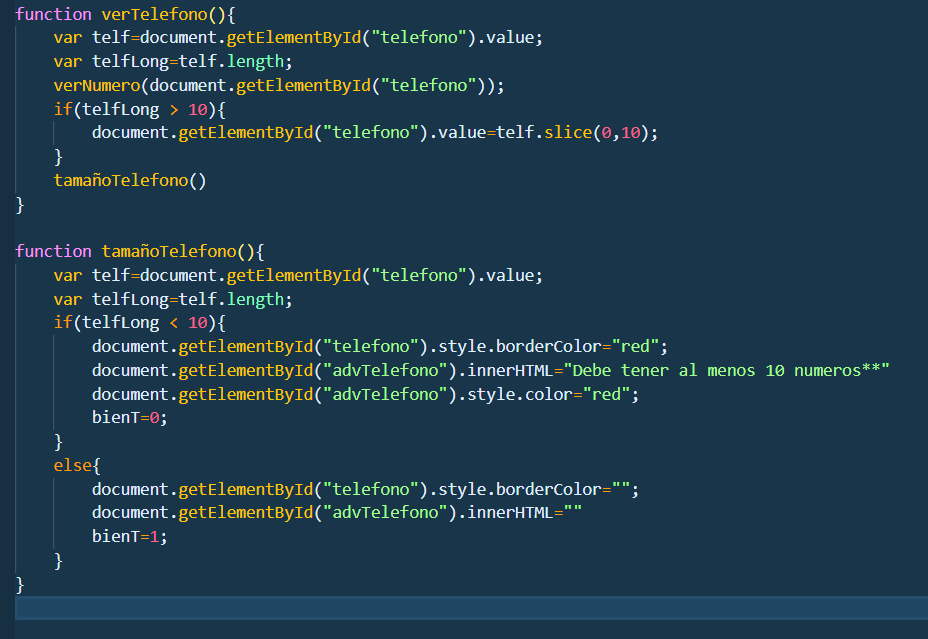 function verTelefono(){
    var telf=document.getElementById("telefono").value;
    var telfLong=telf.length;
    verNumero(document.getElementById("telefono"));
    if(telfLong > 10){
        document.getElementById("telefono").value=telf.slice(0,10);
    }
    tamañoTelefono()
}

function tamañoTelefono(){
    var telf=document.getElementById("telefono").value;
    var telfLong=telf.length;
    if(telfLong < 10){
        document.getElementById("telefono").style.borderColor="red";
        document.getElementById("advTelefono").innerHTML="Debe tener al menos 10 numeros**"
        document.getElementById("advTelefono").style.color="red";
        bienT=0;
    }
    else{
        document.getElementById("telefono").style.borderColor="";
        document.getElementById("advTelefono").innerHTML=""
        bienT=1;
    }
}